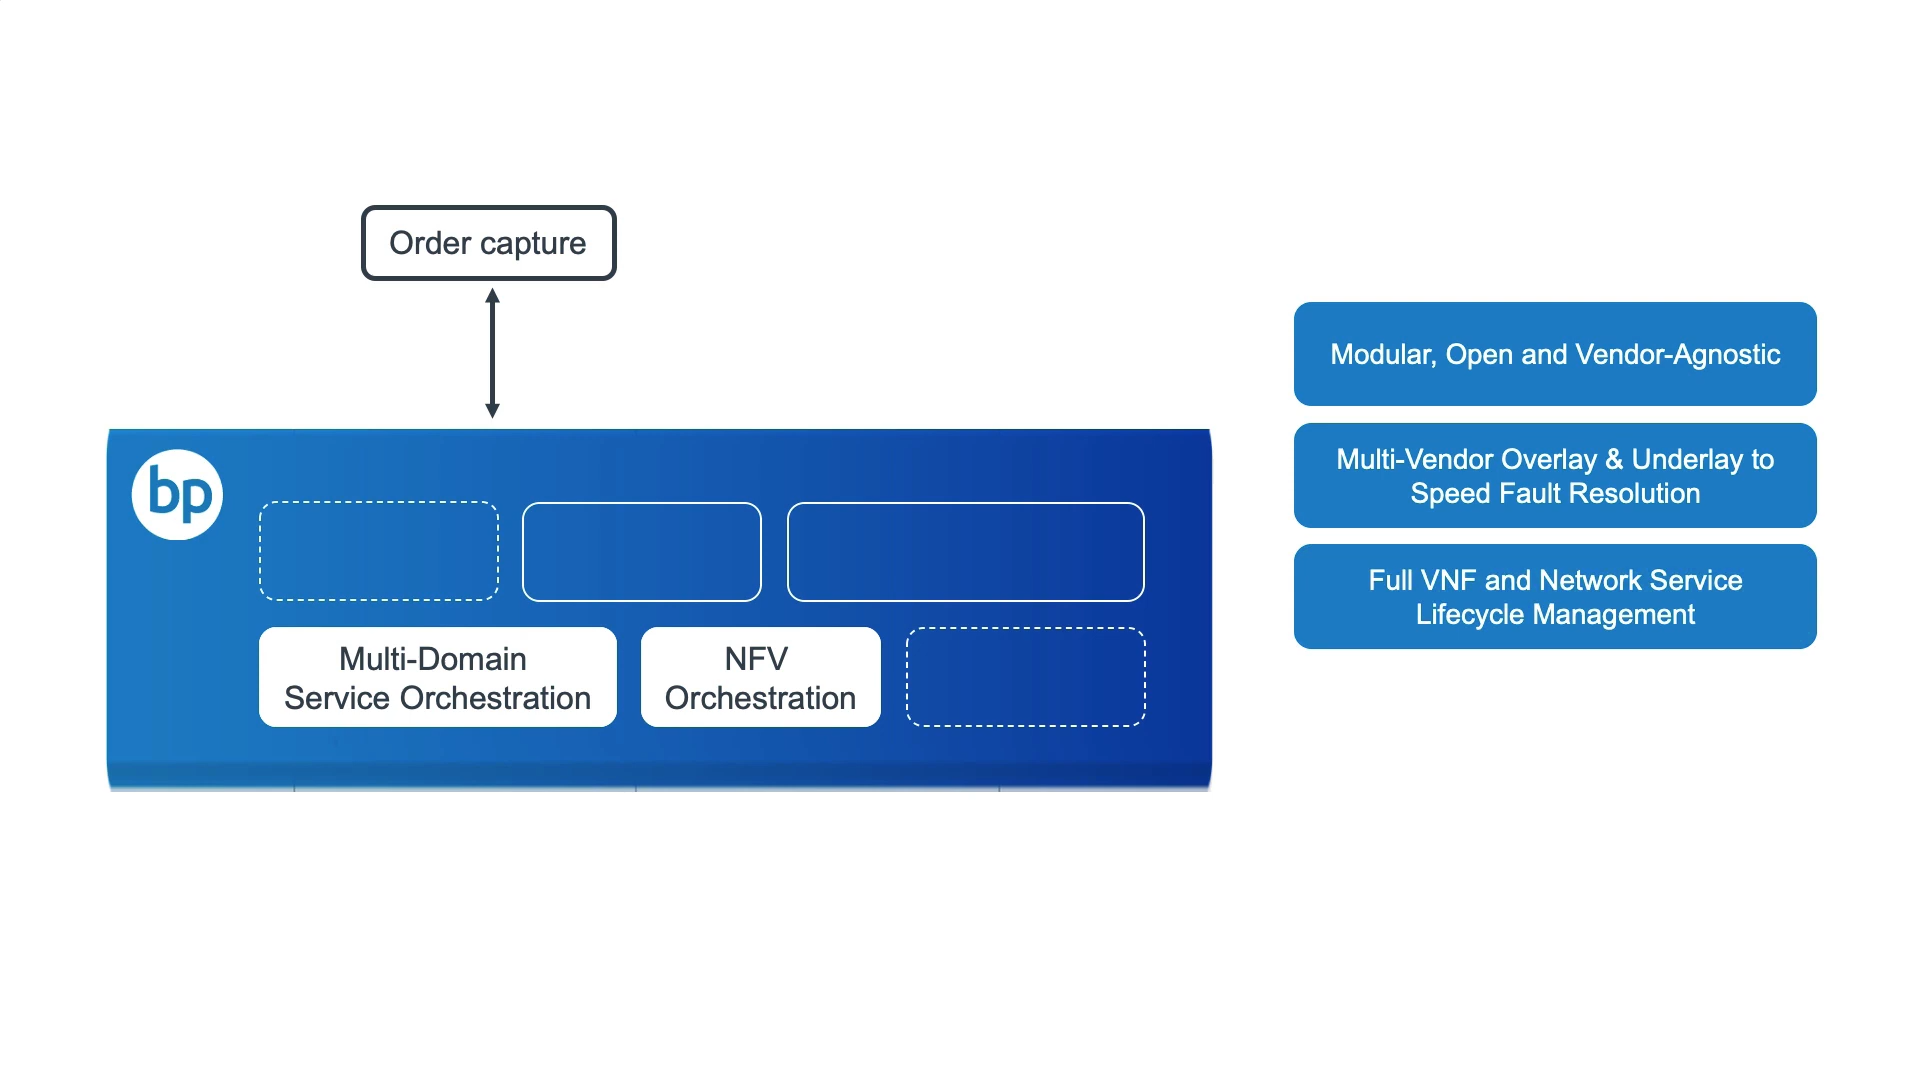 Order capture
bp
Multi-Domain
Service Orchestration
NFV
Orchestration
Modular, Open and Vendor-Agnostic
Multi-Vendor Overlay & Underlay to
Speed Fault Resolution
Full VNF and Network Service
Lifecycle Management